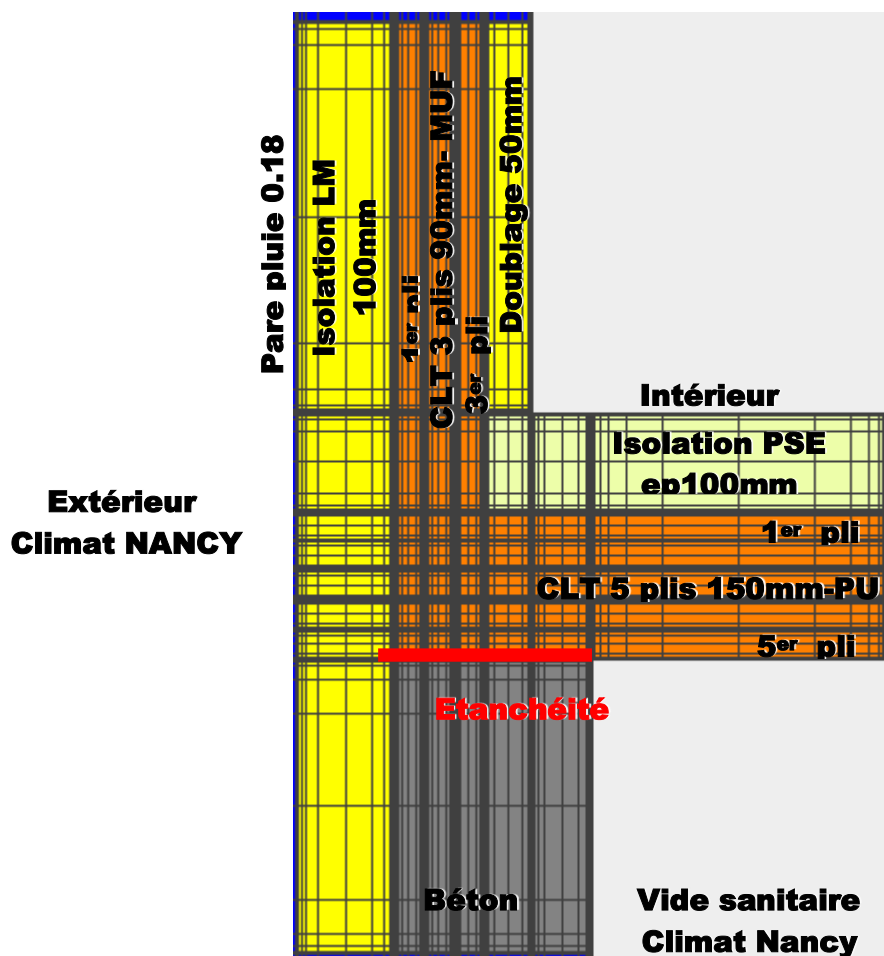 Pare pluie 0.18
Isolation LM
100mm
1er pli
CLT 3 plis 90mm- MUF
3er pli
Doublage 50mm
Intérieur
Isolation PSE
ep100mm
Extérieur
Climat NANCY
1er pli
CLT 5 plis 150mm-PU
5er pli
Etanchéité
Béton
Vide sanitaire
Climat Nancy